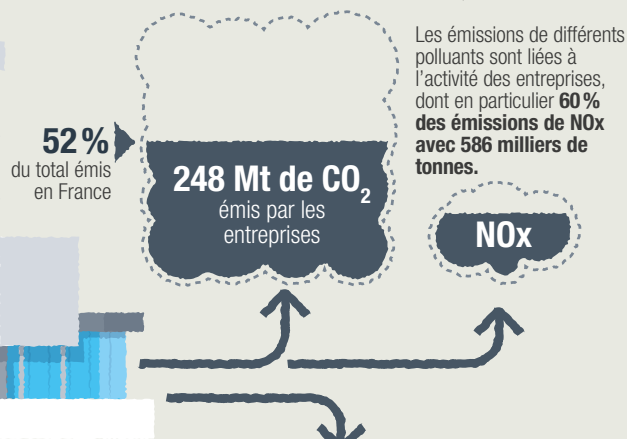 Les émissions de différents
polluants sont liées à
l'activité des entreprises,
dont en particulier 60 %
des émissions de NOx
avec 586 milliers de
tonnes.
52 %
du total émis
en France
248 Mt de CO₂
émis par les
entreprises
NOx